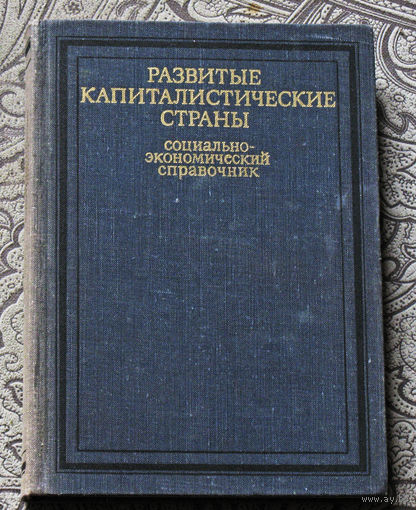 РАЗВИТЫЕ
КАПИТАЛИСТИЧЕСКИЕ
СТРАНЫ
социально-
экономический
справочник
www.ay.by